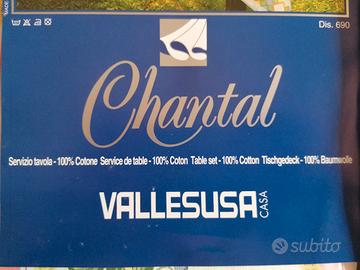 MADE
Dis. 690
Chantal
Servizio tavola - 100% Cotone Service de table - 100% Coton Table set - 100% Cotton Tischgedeck - 100% Baumwolle
VALLESUSA CASA
subito